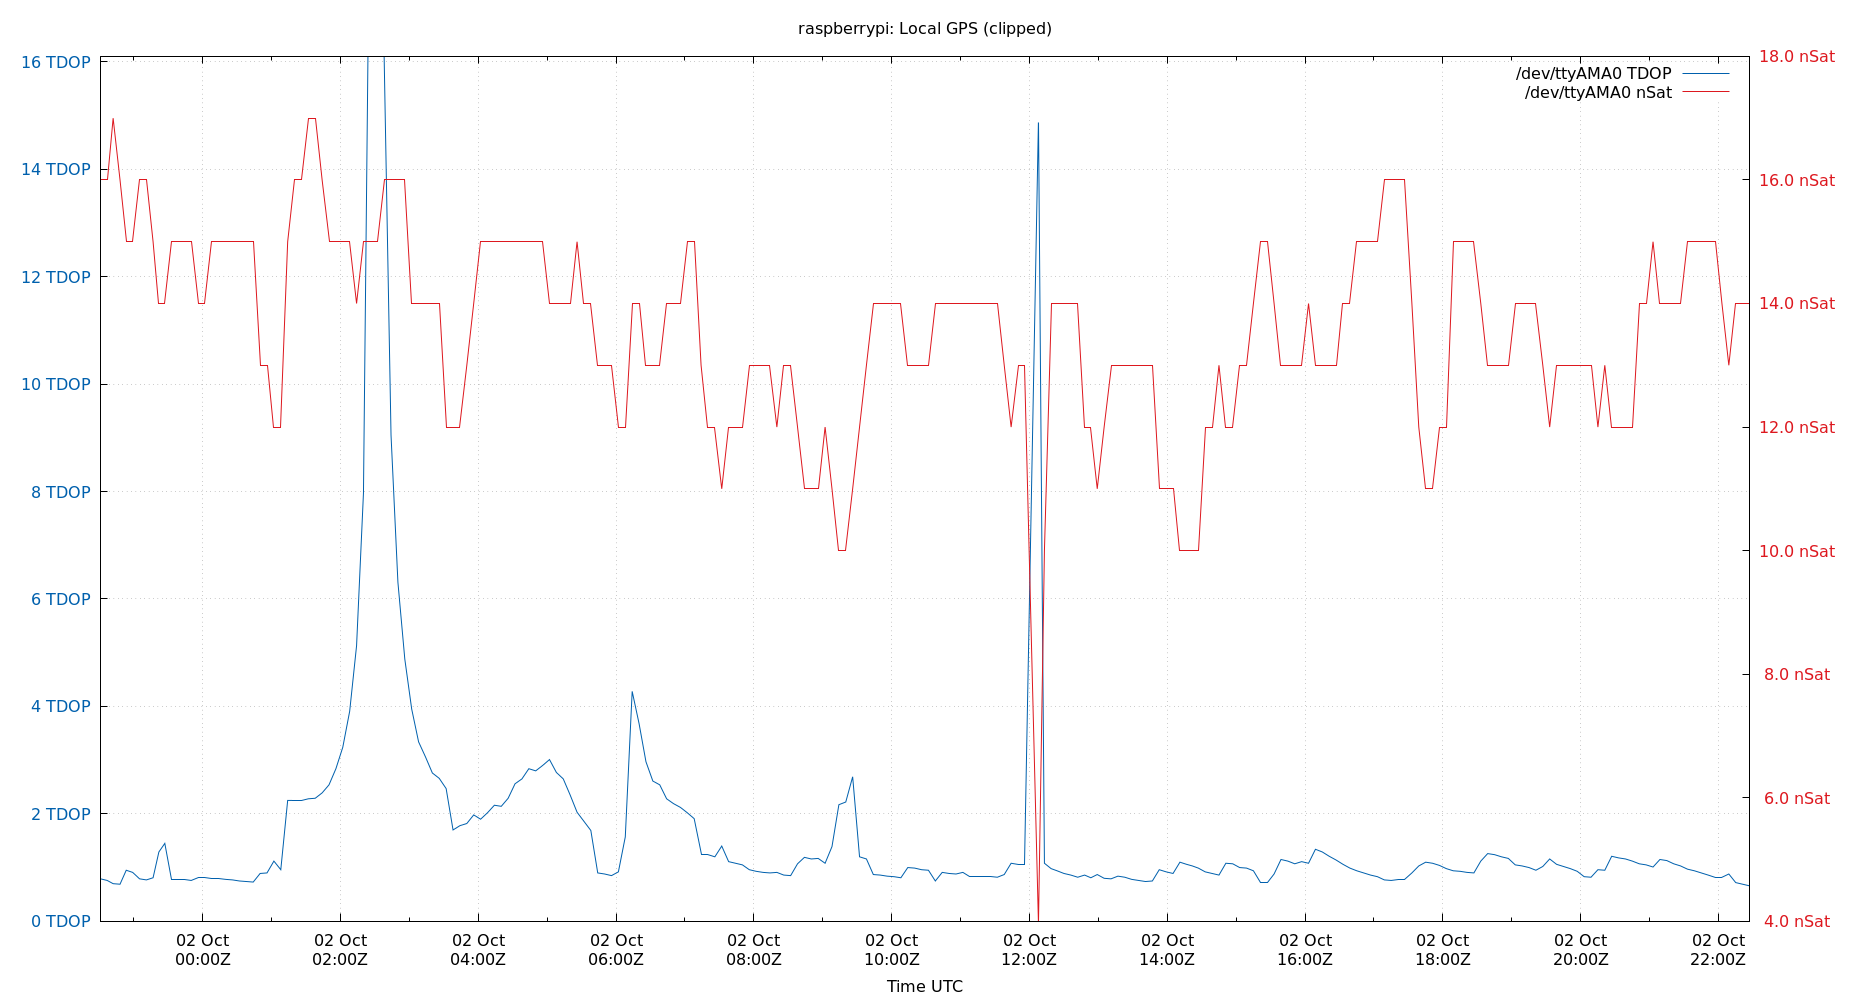 raspberrypi: Local GPS (clipped)
/dev/ttyAMA0 TDOP
/dev/ttyAMA0 nSat
16 TDOP
14 TDOP
12 TDOP
10 TDOP
8 TDOP
6 TDOP
4 TDOP
2 TDOP
0 TDOP
18.0 nSat
16.0 nSat
14.0 nSat
12.0 nSat
10.0 nSat
8.0 nSat
6.0 nSat
4.0 nSat
02 Oct 02 Oct 02 Oct 02 Oct 02 Oct 02 Oct 02 Oct 02 Oct 02 Oct 02 Oct 02 Oct 02 Oct
00:00Z 02:00Z 04:00Z 06:00Z 08:00Z 10:00Z 12:00Z 14:00Z 16:00Z 18:00Z 20:00Z 22:00Z
Time UTC